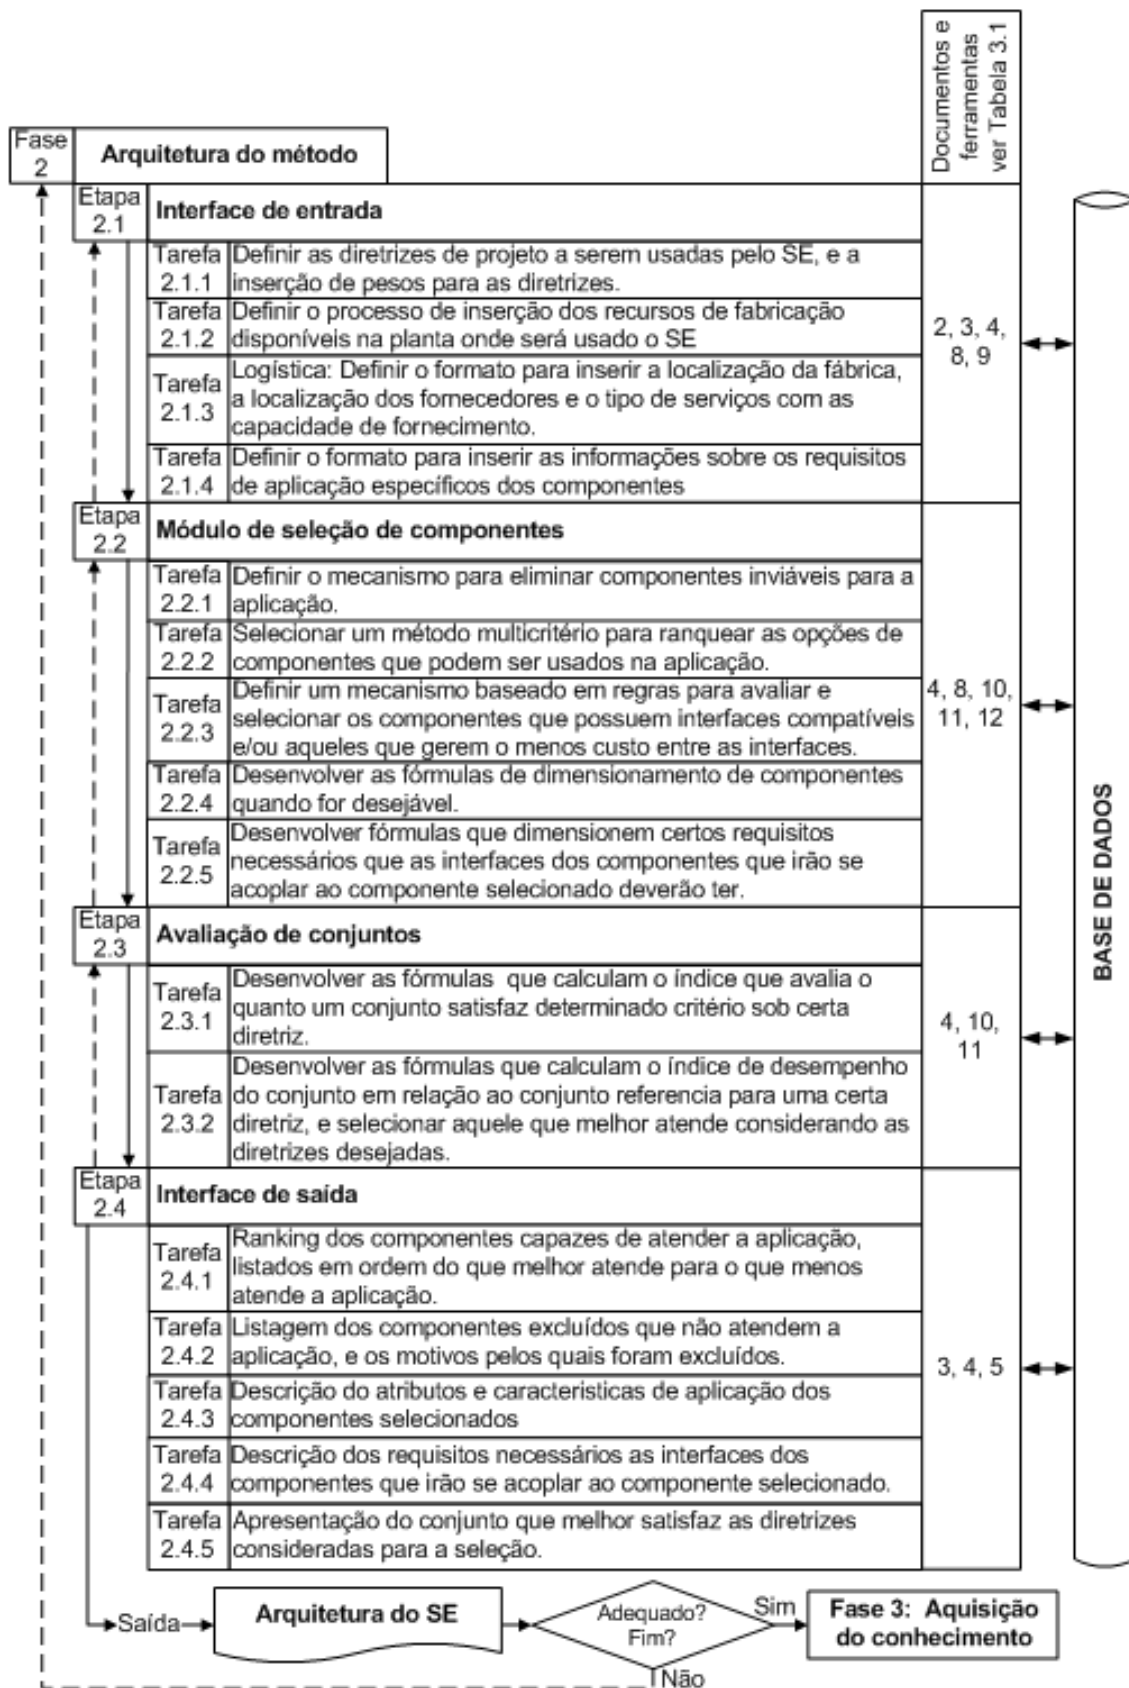 Documentos e
ferramentas
ver Tabela 3.1
Fase
2
Arquitetura do método
Etapa
2.1
Interface de entrada
Tarefa
2.1.1
Definir as diretrizes de projeto a serem usadas pelo SE, e a
inserção de pesos para as diretrizes.
Tarefa
2.1.2
Definir o processo de inserção dos recursos de fabricação
disponíveis na planta onde será usado o SE
Tarefa
2.1.3
Logística: Definir o formato para inserir a localização da fábrica,
a localização dos fornecedores e o tipo de serviços com as
capacidade de fornecimento.
Tarefa
2.1.4
Definir o formato para inserir as informações sobre os requisitos
de aplicação específicos dos componentes
2, 3, 4,
8, 9
Etapa
2.2
Módulo de seleção de componentes
Tarefa
2.2.1
Definir o mecanismo para eliminar componentes inviáveis para a
aplicação.
Tarefa
2.2.2
Selecionar um método multicritério para ranquear as opções de
componentes que podem ser usados na aplicação.
Tarefa
2.2.3
Definir um mecanismo baseado em regras para avaliar e
selecionar os componentes que possuem interfaces compatíveis
e/ou aqueles que gerem o menos custo entre as interfaces.
Tarefa
2.2.4
Desenvolver as fórmulas de dimensionamento de componentes
quando for desejável.
Tarefa
2.2.5
Desenvolver fórmulas que dimensionem certos requisitos
necessários que as interfaces dos componentes que irão se
acoplar ao componente selecionado deverão ter.
4, 8, 10,
11, 12
Etapa
2.3
Avaliação de conjuntos
Tarefa
2.3.1
Desenvolver as fórmulas que calculam o índice que avalia o
quanto um conjunto satisfaz determinado critério sob certa
diretriz.
Tarefa
2.3.2
Desenvolver as fórmulas que calculam o índice de desempenho
do conjunto em relação ao conjunto referencia para uma certa
diretriz, e selecionar aquele que melhor atende considerando as
diretrizes desejadas.
4, 10,
11
Etapa
2.4
Interface de saída
Tarefa
2.4.1
Ranking dos componentes capazes de atender a aplicação,
listados em ordem do que melhor atende para o que menos
atende a aplicação.
Tarefa
2.4.2
Listagem dos componentes excluídos que não atendem a
aplicação, e os motivos pelos quais foram excluídos.
Tarefa
2.4.3
Descrição do atributos e caracteristicas de aplicação dos
componentes selecionados
Tarefa
2.4.4
Descrição dos requisitos necessários as interfaces dos
componentes que irão se acoplar ao componente selecionado.
Tarefa
2.4.5
Apresentação do conjunto que melhor satisfaz as diretrizes
consideradas para a seleção.
3, 4, 5
BASE DE DADOS
Saída
Arquitetura do SE
Adequado?
Fim?
Sim
Fase 3: Aquisição
do conhecimento
Não